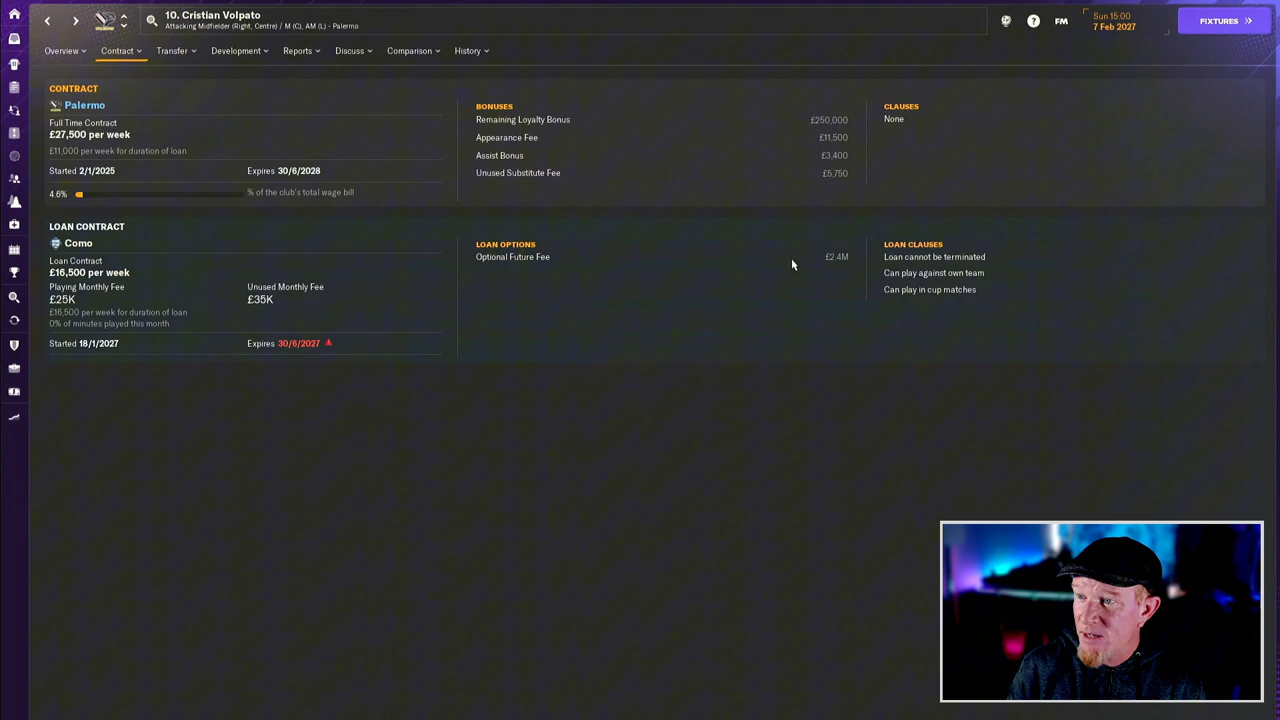 10. Cristian Volpato
Attacking Midfielder (Right, Centre) / M (C), AM (L) - Palermo
FM
Sun 15:00
7 Feb 2027
FIXTURES
Overview
Contract
Transfer
Development
Reports
Discuss
Comparison
History
CONTRACT
Palermo
Full Time Contract
£27,500 per week
£11,000 per week for duration of loan
Started 2/1/2025
Expires 30/6/2028
4.6%
% of the club's total wage bill
BONUSES
Remaining Loyalty Bonus £250,000
Appearance Fee £11,500
Assist Bonus £3,400
Unused Substitute Fee £5,750
CLAUSES
None
LOAN CONTRACT
Como
Loan Contract
£16,500 per week
Playing Monthly Fee
£25K
Unused Monthly Fee
£35K
£16,500 per week for duration of loan
0% of minutes played this month
Started 18/1/2027
Expires 30/6/2027
LOAN OPTIONS
Optional Future Fee £2.4M
LOAN CLAUSES
Loan cannot be terminated
Can play against own team
Can play in cup matches